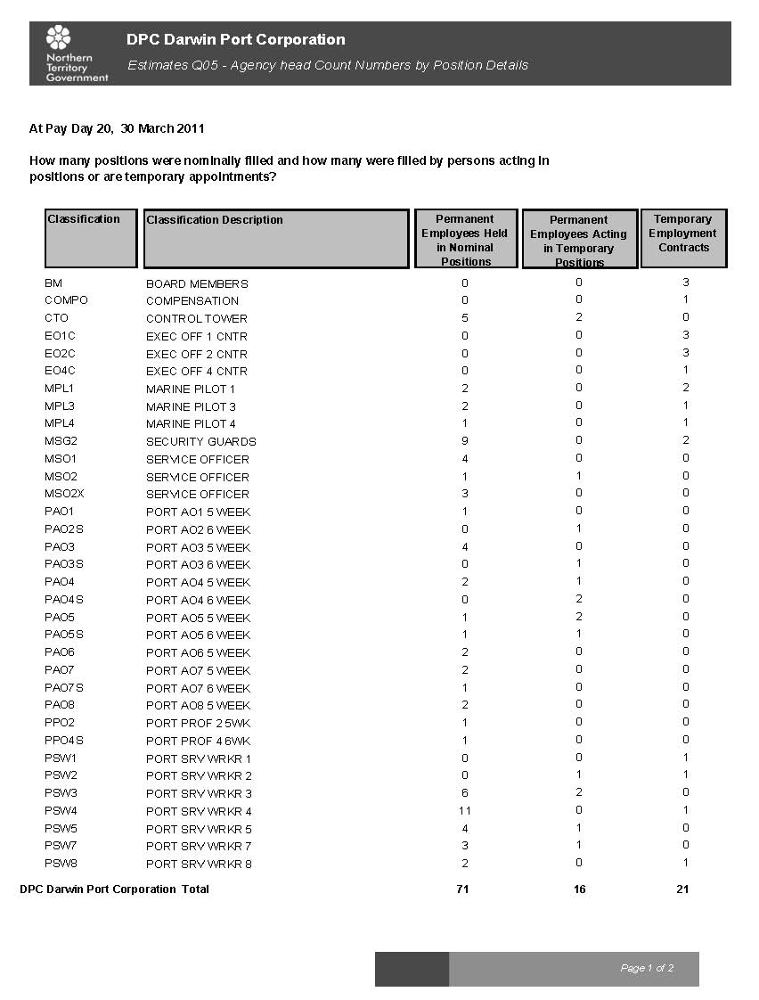 DPC Darwin Port Corporation
Northern
Territory
Government
Estimates Q05 - Agency head Count Numbers by Position Details
At Pay Day 20, 30 March 2011
How many positions were nominally filled and how many were filled by persons acting in
positions or are temporary appointments?
Classification Classification Description Permanent Employees Held in Nominal Positions Permanent Employees Acting in Temporary Positions Temporary Employment Contracts
BM BOARD MEMBERS 0 0 3
COMPO COMPENSATION 0 0 1
CTO CONTROL TOWER 5 2 0
EO1C EXEC OFF 1 CNTR 0 0 3
EO2C EXEC OFF 2 CNTR 0 0 3
EO4C EXEC OFF 4 CNTR 0 0 1
MPL1 MARINE PILOT 1 2 0 2
MPL3 MARINE PILOT 3 2 0 1
MPL4 MARINE PILOT 4 1 0 1
MSG2 SECURITY GUARDS 9 0 2
MSO1 SERVICE OFFICER 4 0 0
MSO2 SERVICE OFFICER 1 1 0
MSO2X SERVICE OFFICER 3 0 0
PAO1 PORT AO1 5 WEEK 1 0 0
PAO2S PORT AO2 6 WEEK 0 1 0
PAO3 PORT AO3 5 WEEK 4 0 0
PAO3S PORT AO3 6 WEEK 0 1 0
PAO4 PORT AO4 5 WEEK 2 1 0
PAO4S PORT AO4 6 WEEK 0 2 0
PAO5 PORT AO5 5 WEEK 1 2 0
PAO5S PORT AO5 6 WEEK 1 1 0
PAO6 PORT AO6 5 WEEK 2 0 0
PAO7 PORT AO7 5 WEEK 2 0 0
PAO7S PORT AO7 6 WEEK 1 0 0
PAO8 PORT AO8 5 WEEK 2 0 0
PPO2 PORT PROF 2 5WK 1 0 0
PPO4S PORT PROF 4 6WK 1 0 0
PSW1 PORT SRV WRKR 1 0 0 1
PSW2 PORT SRV WRKR 2 0 1 1
PSW3 PORT SRV WRKR 3 6 2 0
PSW4 PORT SRV WRKR 4 11 0 1
PSW5 PORT SRV WRKR 5 4 1 0
PSW7 PORT SRV WRKR 7 3 1 0
PSW8 PORT SRV WRKR 8 2 0 1
DPC Darwin Port Corporation Total 71 16 21
Page 1 of 2